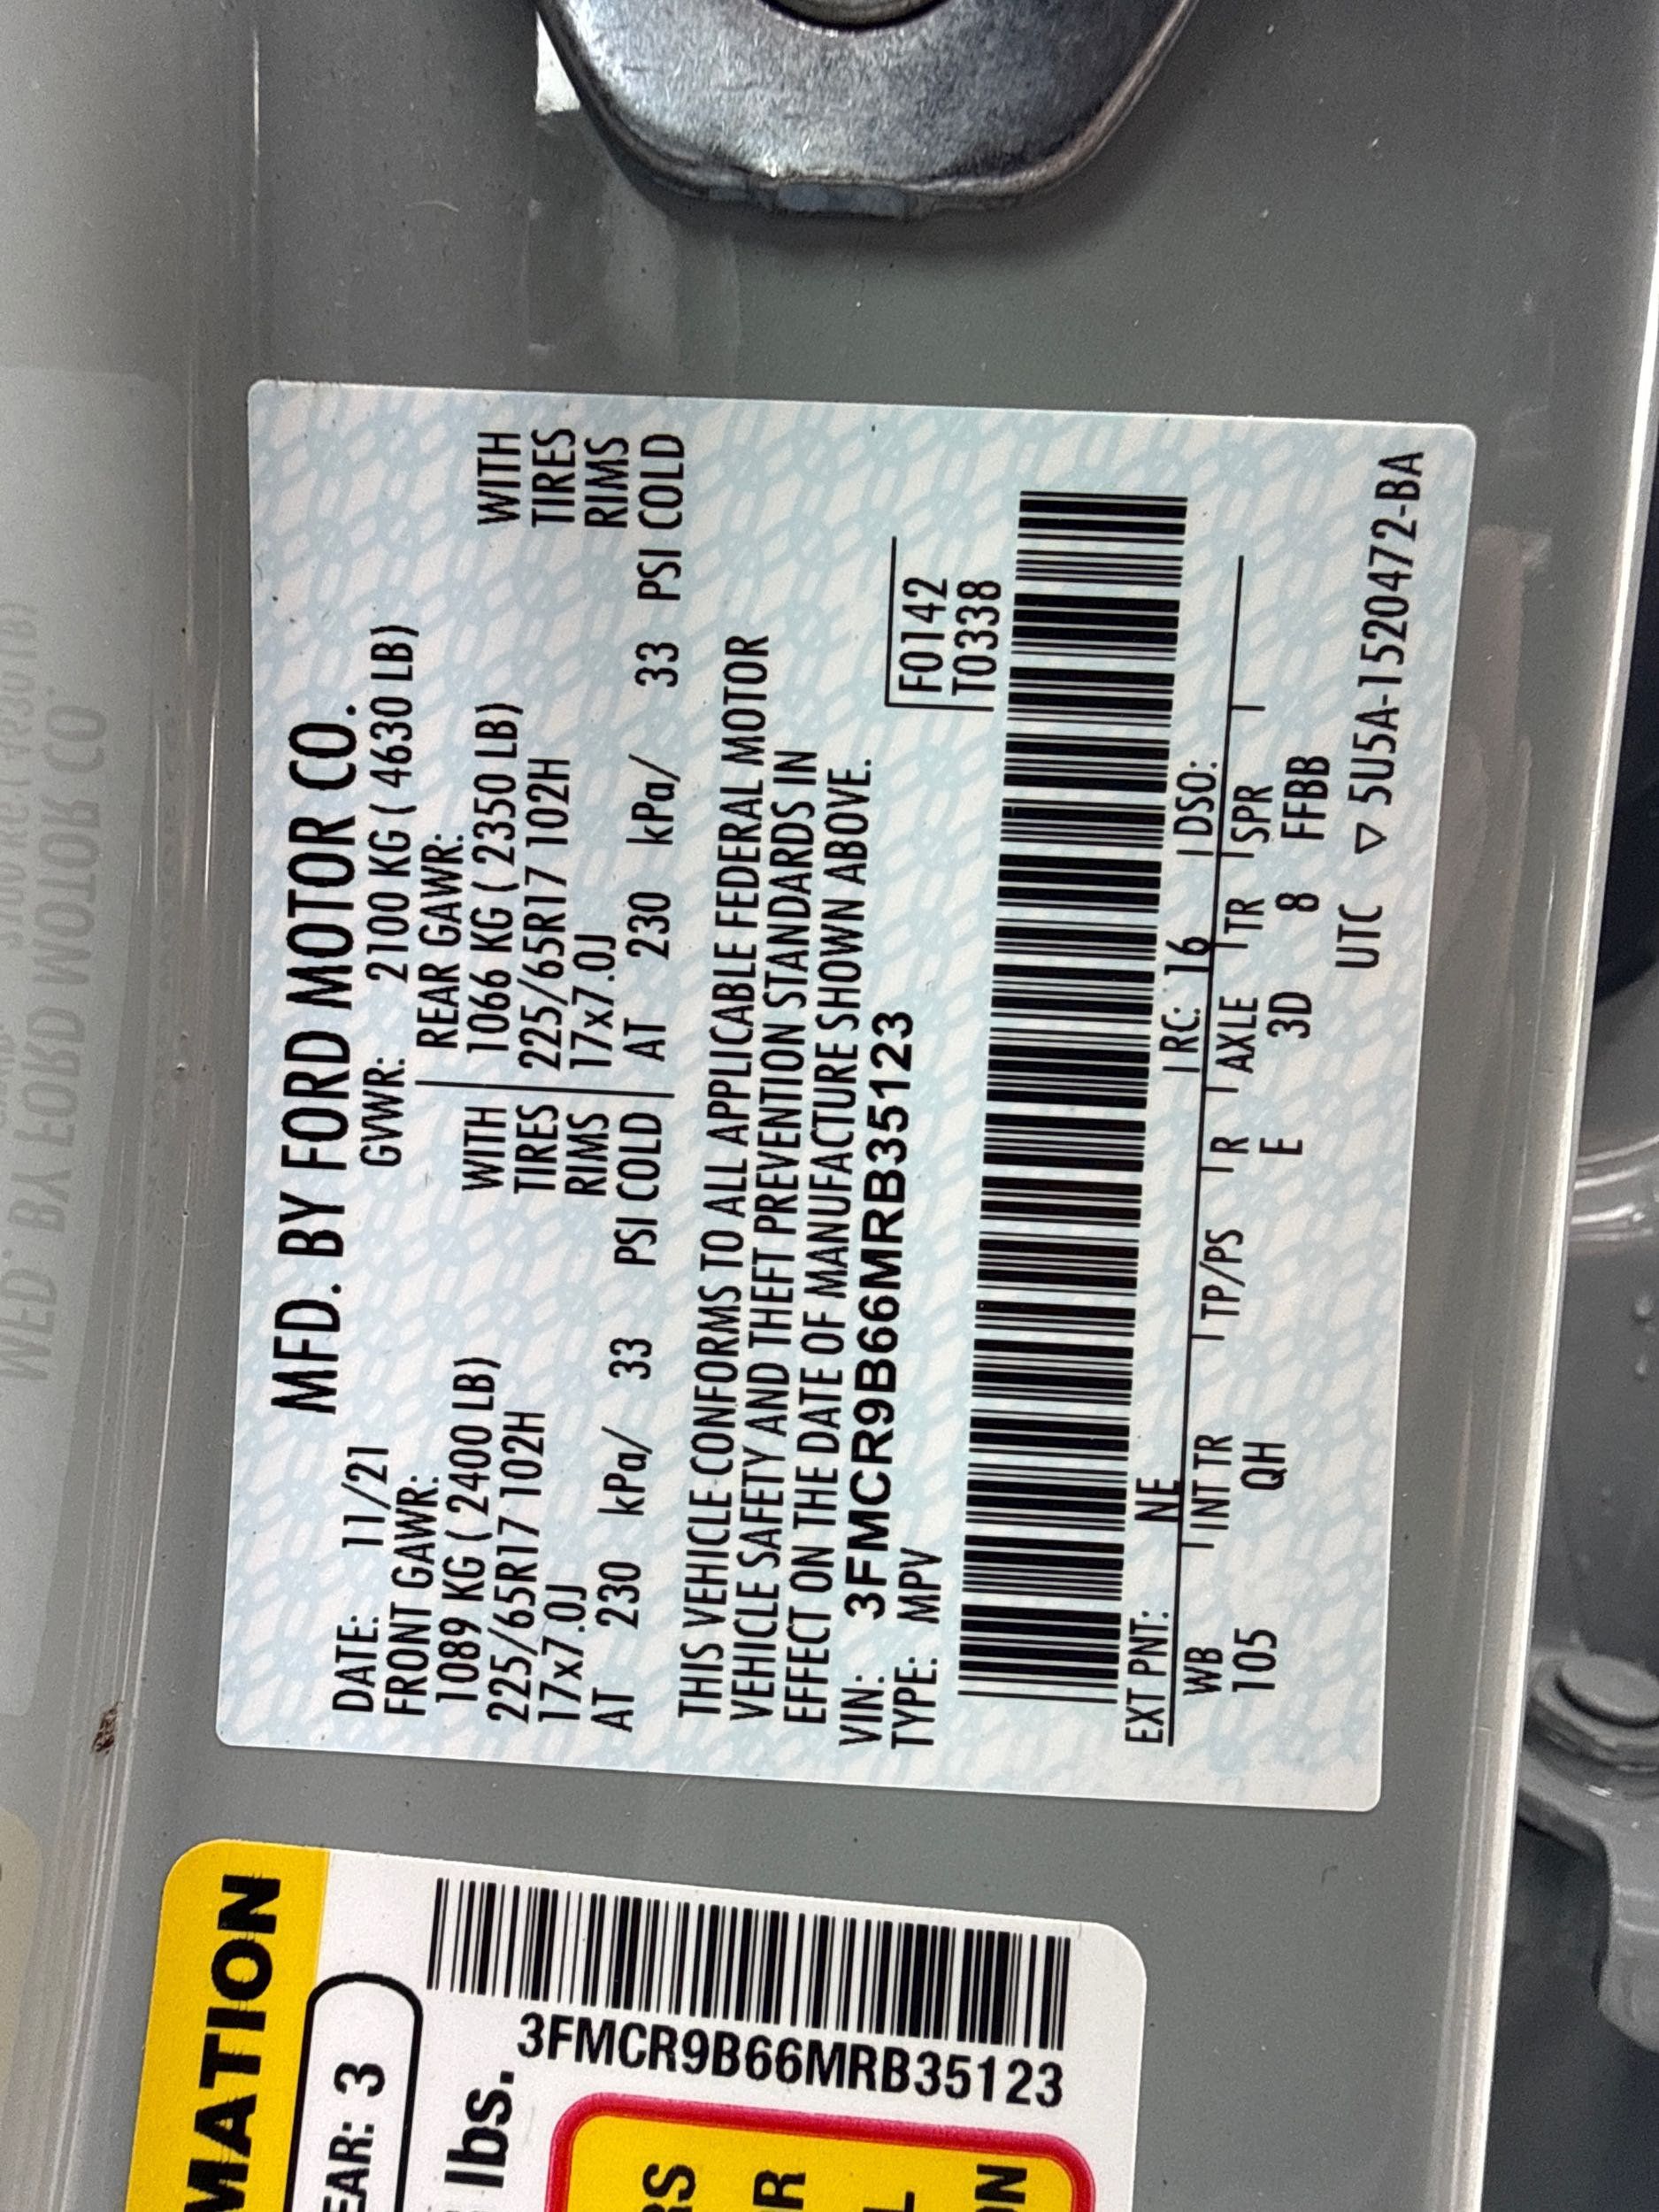 MFD. BY FORD MOTOR CO.
DATE: 11/21 GVWR: 2100 KG ( 4630 LB)
FRONT GAWR: REAR GAWR:
1089 KG ( 2400 LB) WITH 1066 KG ( 2350 LB) WITH
225/65R17 102H TIRES 225/65R17 102H TIRES
17x7.0J RIMS 17x7.0J RIMS
AT 230 kPa/ 33 PSI COLD AT 230 kPa/ 33 PSI COLD
THIS VEHICLE CONFORMS TO ALL APPLICABLE FEDERAL MOTOR
VEHICLE SAFETY AND THEFT PREVENTION STANDARDS IN
EFFECT ON THE DATE OF MANUFACTURE SHOWN ABOVE.
VIN: 3FMCR9B66MRB35123
TYPE: MPV
F0142
T0338
EXT PNT: NE RC: 16 DSO:
WB INT TR TP/PS R AXLE TR SPR
105 QH E 3D 8 FFBB
UTC ▽ 5U5A-1520472-BA
MATION
EAR: 3
lbs.
3FMCR9B66MRB35123
RS
R
L
ON
MFD. BY FORD MOTOR CO.